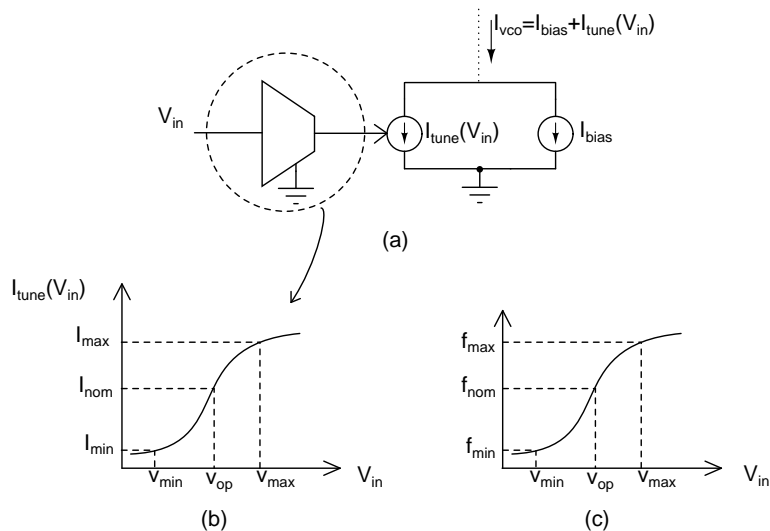 I_vco=I_bias+I_tune(V_in)
V_in
I_tune(V_in)
I_bias
(a)
I_tune(V_in)
I_max
I_nom
I_min
v_min
v_op
v_max
V_in
(b)
f_max
f_nom
f_min
v_min
v_op
v_max
V_in
(c)